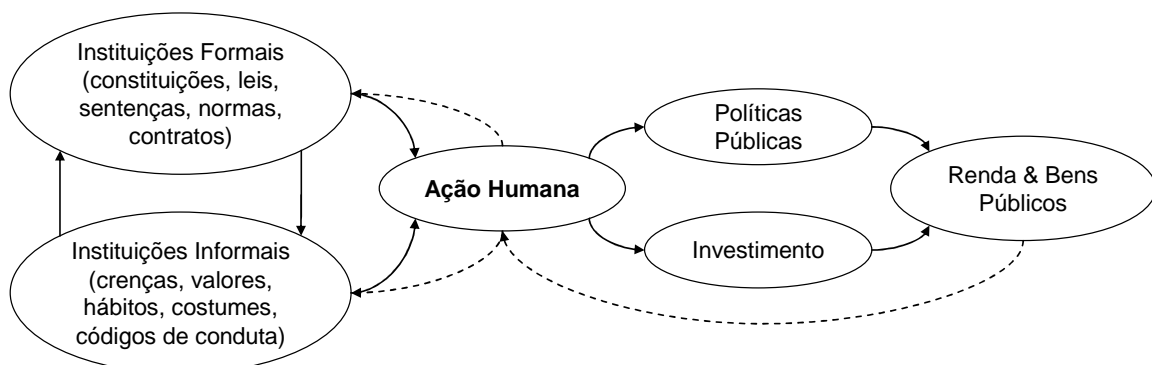 Instituições Formais
(constituições, leis,
sentenças, normas,
contratos)
Instituições Informais
(crenças, valores,
hábitos, costumes,
códigos de conduta)
Ação Humana
Políticas
Públicas
Investimento
Renda & Bens
Públicos